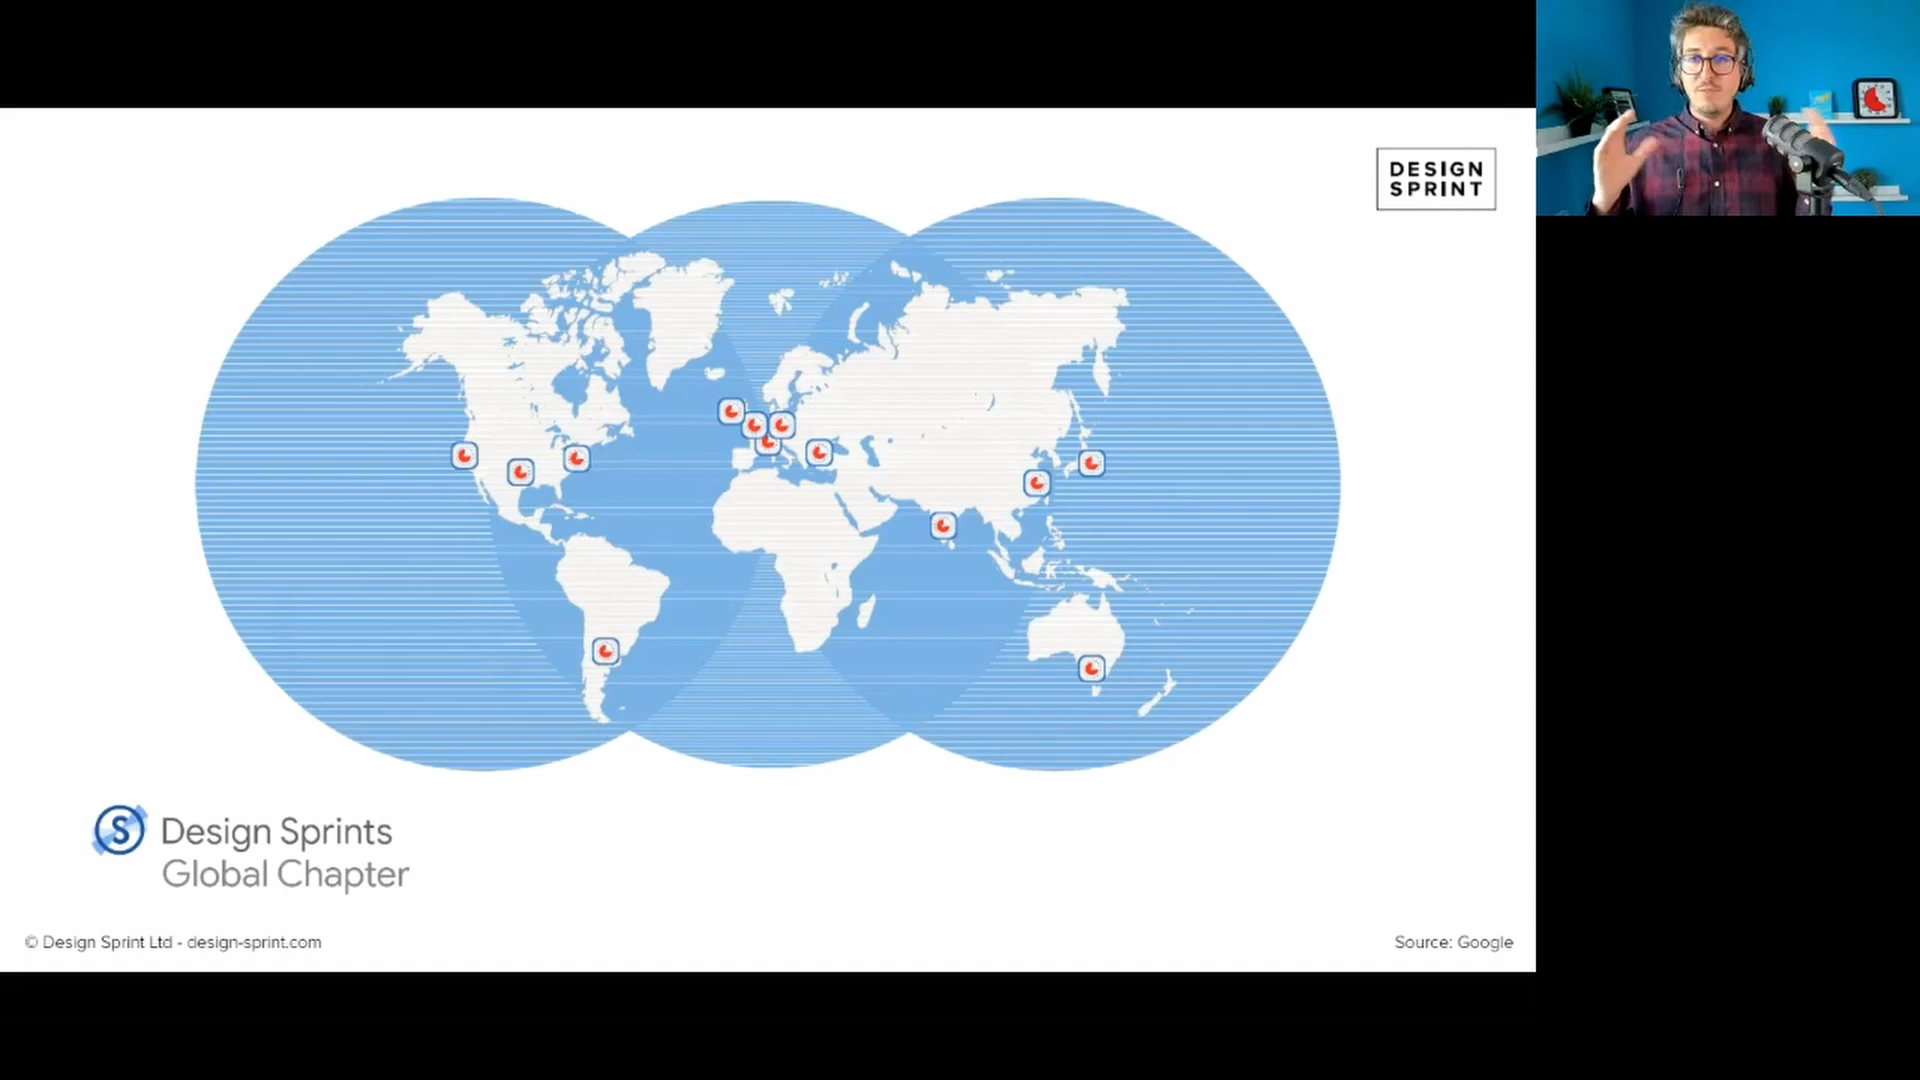 DESIGN
SPRINT
S
Design Sprints
Global Chapter
© Design Sprint Ltd - design-sprint.com
Source: Google